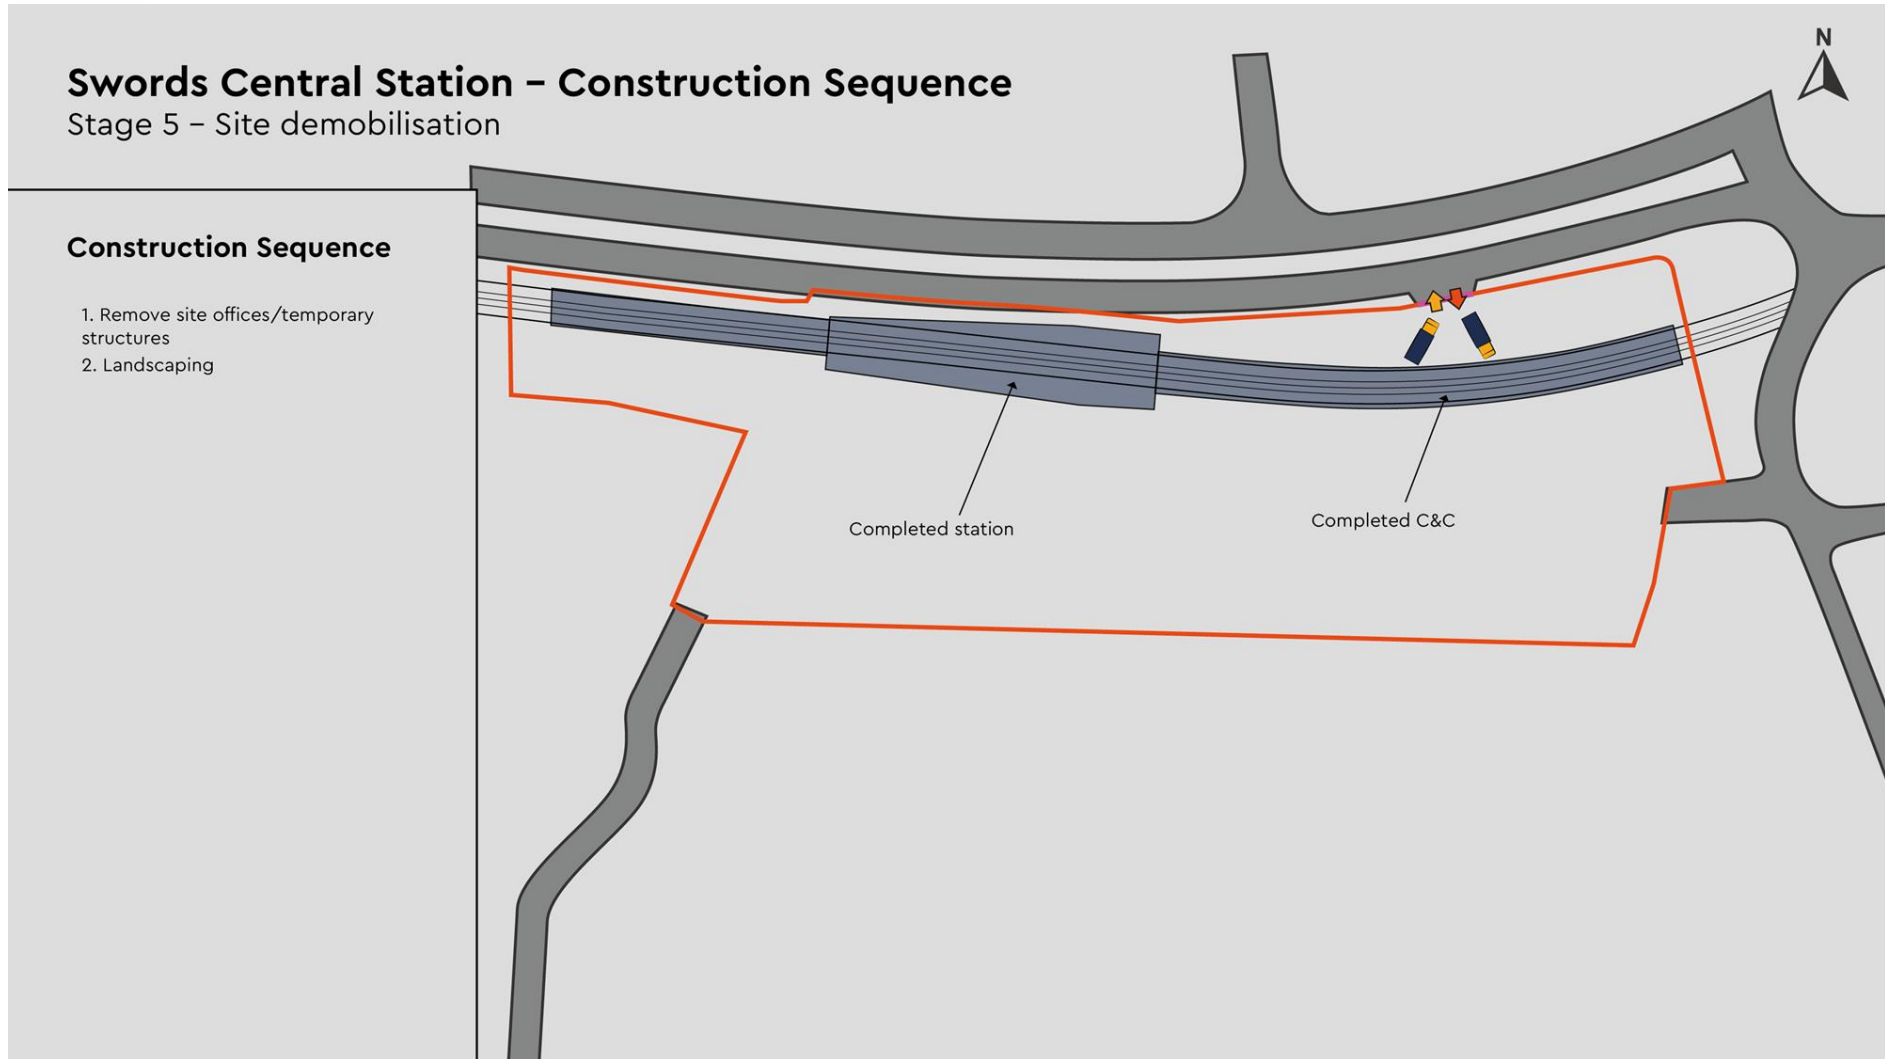 Swords Central Station – Construction Sequence
Stage 5 – Site demobilisation
N
Construction Sequence
1. Remove site offices/temporary
structures
2. Landscaping
Completed station
Completed C&C